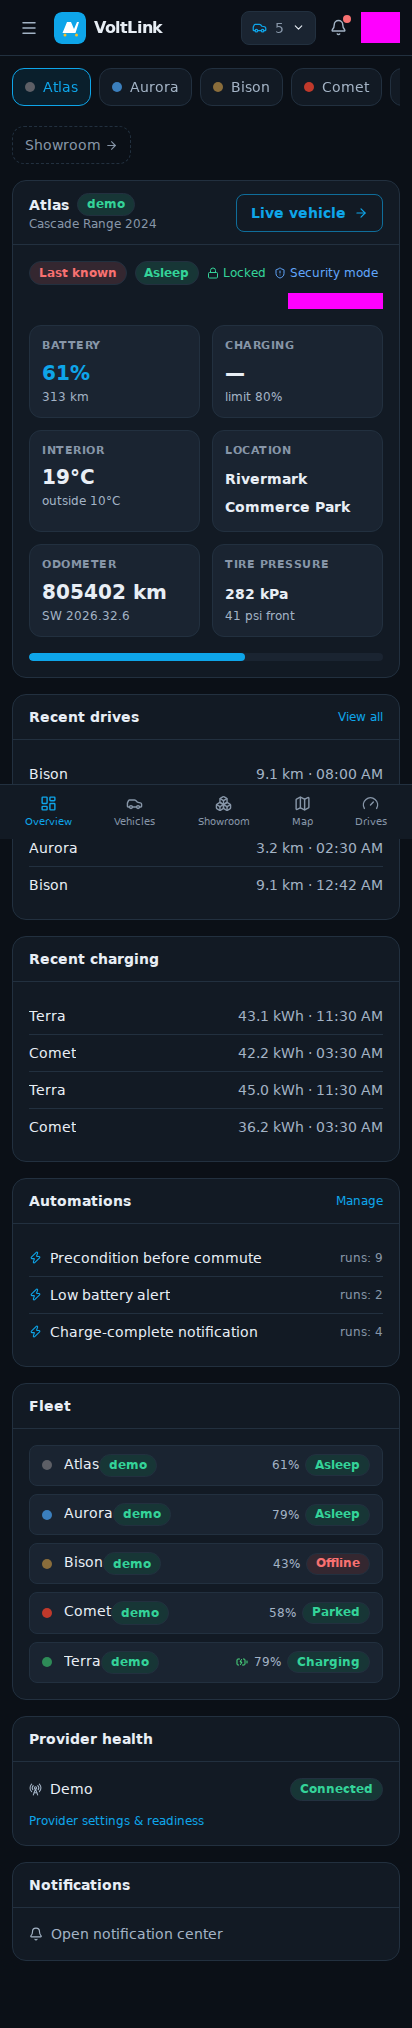 VoltLink
5
Atlas
Aurora
Bison
Comet
Showroom →
Atlas demo
Cascade Range 2024
Live vehicle →
Last known
Asleep
Locked
Security mode
BATTERY
61%
313 km
CHARGING
—
limit 80%
INTERIOR
19°C
outside 10°C
LOCATION
Rivermark
Commerce Park
ODOMETER
805402 km
SW 2026.32.6
TIRE PRESSURE
282 kPa
41 psi front
Recent drives
View all
Bison 9.1 km · 08:00 AM
Overview
Vehicles
Showroom
Map
Drives
Aurora 3.2 km · 02:30 AM
Bison 9.1 km · 12:42 AM
Recent charging
Terra 43.1 kWh · 11:30 AM
Comet 42.2 kWh · 03:30 AM
Terra 45.0 kWh · 11:30 AM
Comet 36.2 kWh · 03:30 AM
Automations
Manage
Precondition before commute runs: 9
Low battery alert runs: 2
Charge-complete notification runs: 4
Fleet
Atlas demo 61% Asleep
Aurora demo 79% Asleep
Bison demo 43% Offline
Comet demo 58% Parked
Terra demo 79% Charging
Provider health
Demo Connected
Provider settings & readiness
Notifications
Open notification center